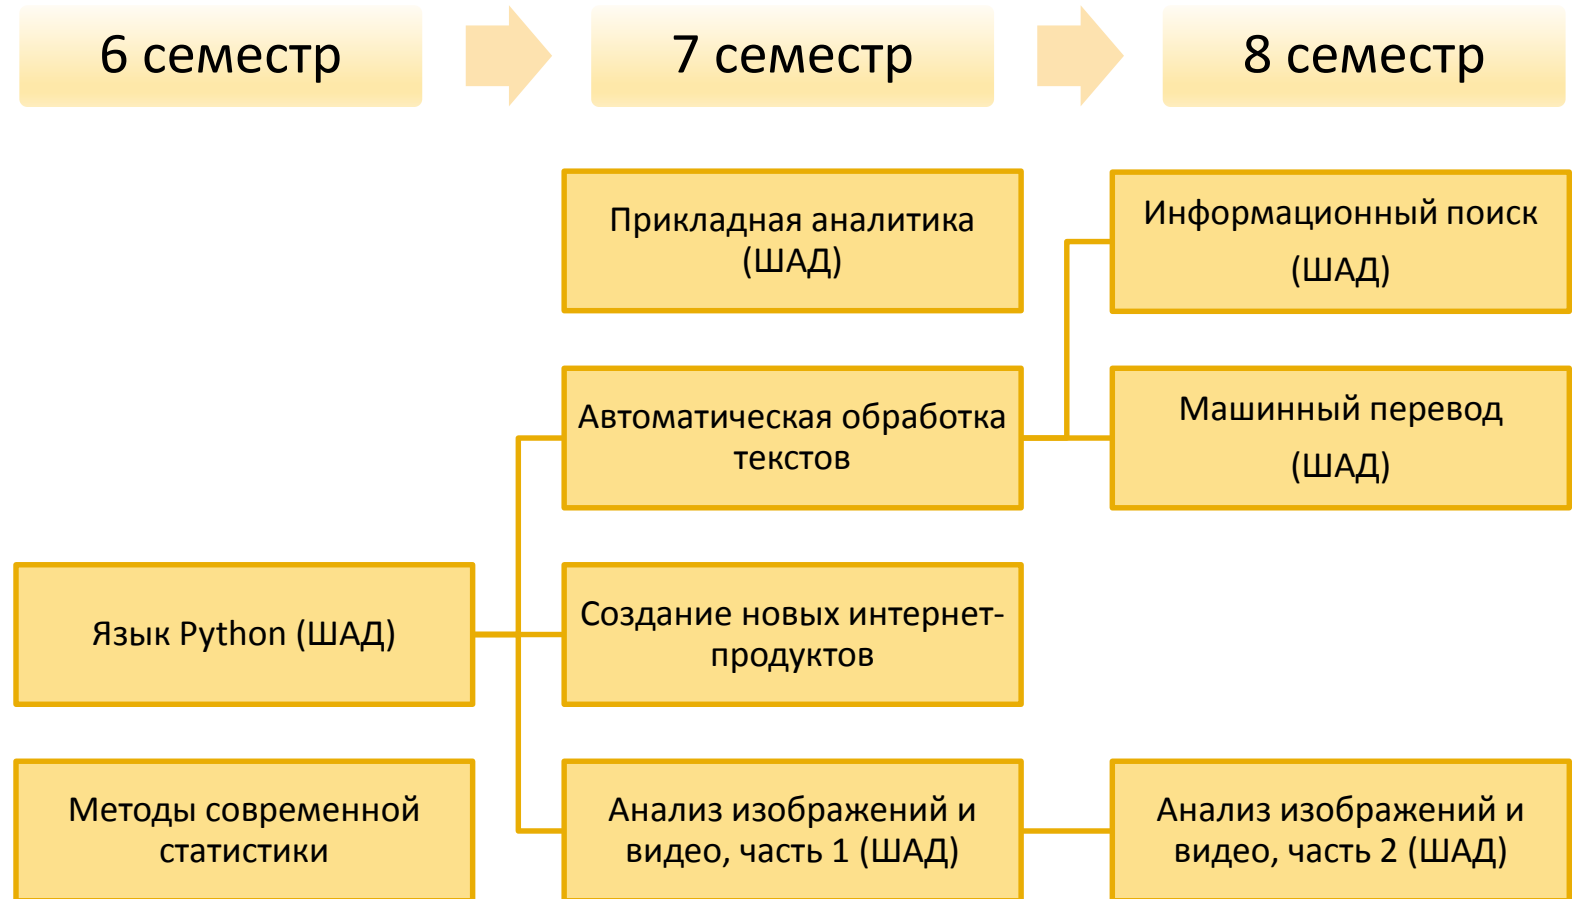 6 семестр
7 семестр
8 семестр
Прикладная аналитика
(ШАД)
Информационный поиск
(ШАД)
Автоматическая обработка
текстов
Машинный перевод
(ШАД)
Язык Python (ШАД)
Создание новых интернет-
продуктов
Методы современной
статистики
Анализ изображений и
видео, часть 1 (ШАД)
Анализ изображений и
видео, часть 2 (ШАД)